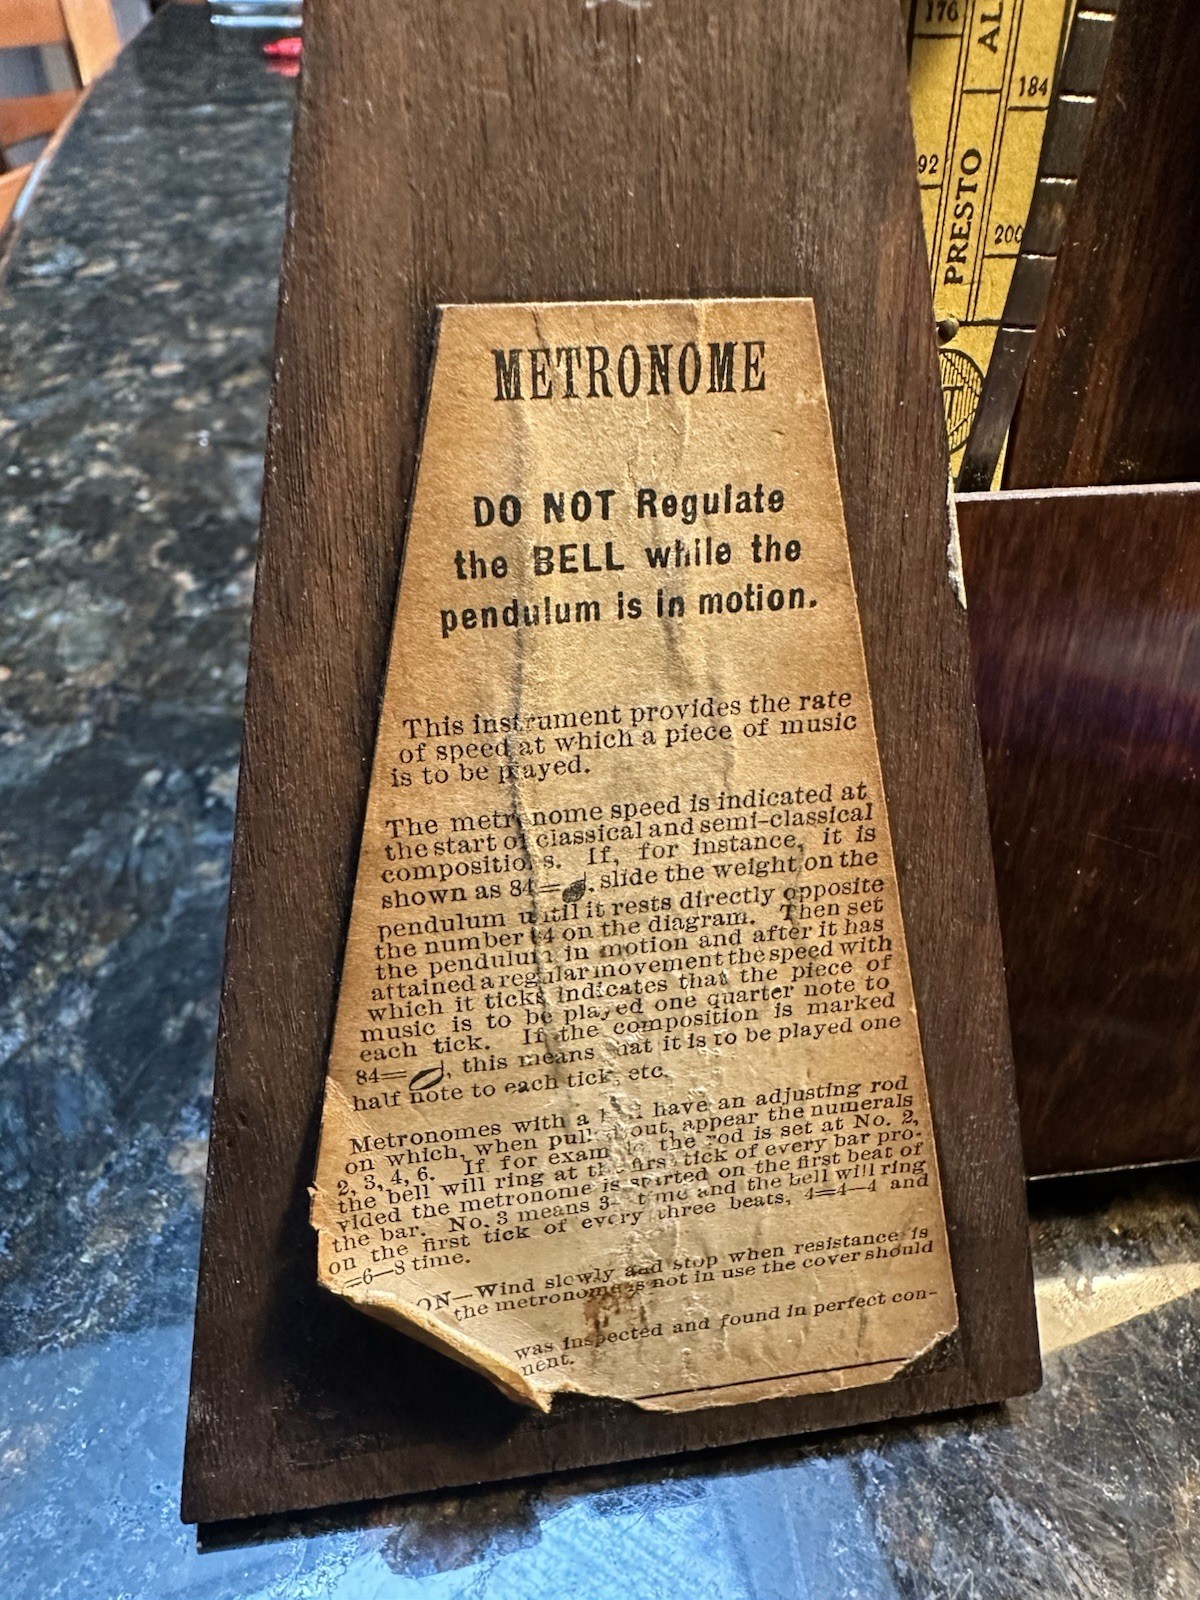 METRONOME
DO NOT Regulate
the BELL while the
pendulum is in motion.
This instrument provides the rate
of speed at which a piece of music
is to be played.
The metronome speed is indicated at
the start of classical and semi-classical
compositions. If, for instance, it is
shown as 84=𝅘𝅥. slide the weight on the
pendulum until it rests directly opposite
the number 84 on the diagram. Then set
the pendulum in motion and after it has
attained a regular movement the speed with
which it ticks indicates that the piece of
music is to be played one quarter note to
each tick. If the composition is marked
84=𝅗𝅥, this means that it is to be played one
half note to each tick, etc.
Metronomes with a bell have an adjusting rod
on which, when pulled out, appear the numerals
2, 3, 4, 6. If for example the rod is set at No. 2,
the bell will ring at the first tick of every bar pro-
vided the metronome is started on the first beat of
the bar. No. 3 means 3- time and the bell will ring
on the first tick of every three beats, 4=4—4 and
=6—8 time.
ON—Wind slowly and stop when resistance is
the metronome is not in use the cover should
was inspected and found in perfect con-
nent.
176
AL
184
92
PRESTO
200